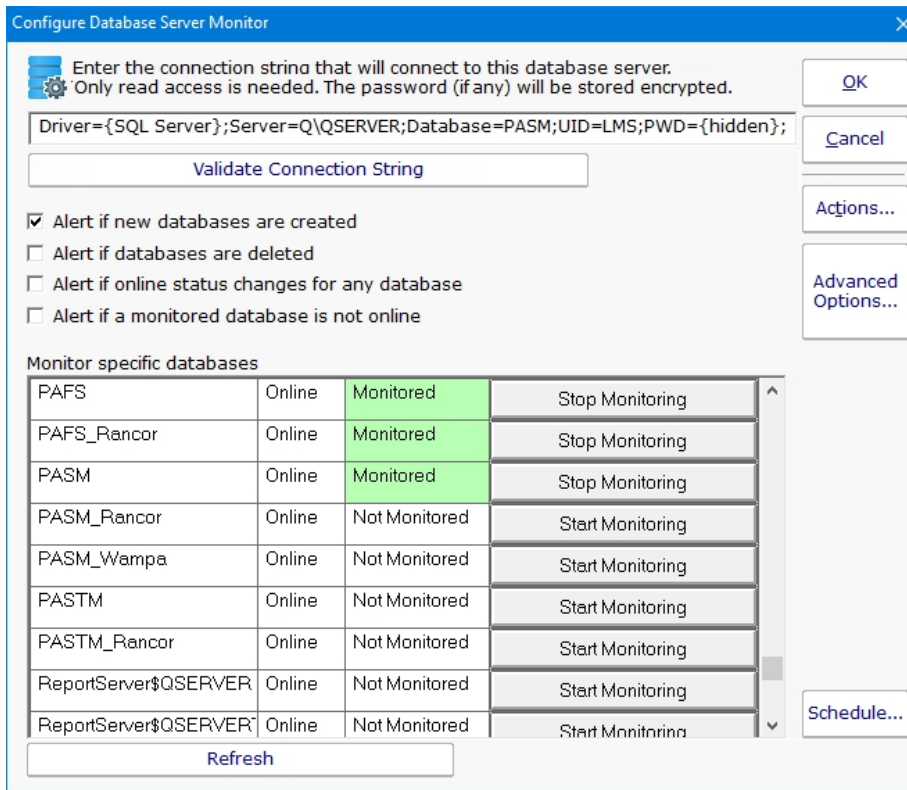 Configure Database Server Monitor
Enter the connection string that will connect to this database server.
Only read access is needed. The password (if any) will be stored encrypted.
Driver={SQL Server};Server=Q\QSERVER;Database=PASM;UID=LMS;PWD={hidden};
Validate Connection String
OK
Cancel
Actions...
Advanced
Options...
Alert if new databases are created
Alert if databases are deleted
Alert if online status changes for any database
Alert if a monitored database is not online
Monitor specific databases
PAFS Online Monitored Stop Monitoring
PAFS_Rancor Online Monitored Stop Monitoring
PASM Online Monitored Stop Monitoring
PASM_Rancor Online Not Monitored Start Monitoring
PASM_Wampa Online Not Monitored Start Monitoring
PASTM Online Not Monitored Start Monitoring
PASTM_Rancor Online Not Monitored Start Monitoring
ReportServer$QSERVER Online Not Monitored Start Monitoring
ReportServer$QSERVERT Online Not Monitored Start Monitoring
Schedule...
Refresh